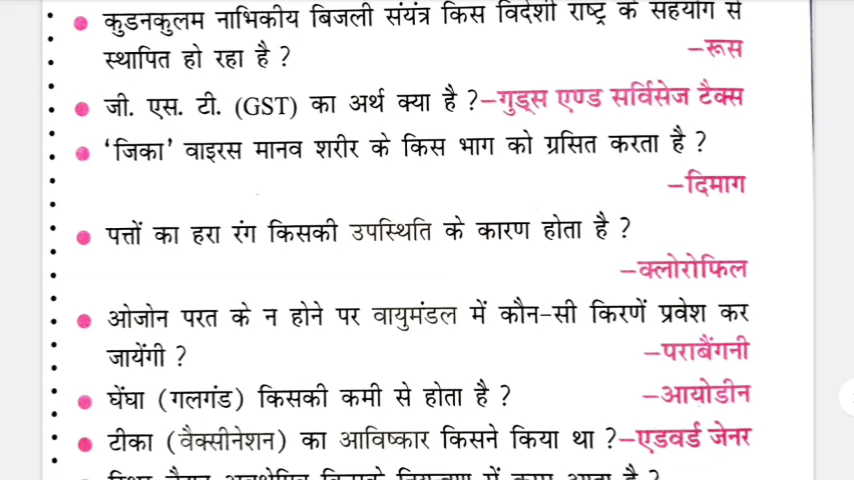 कुडनकुलम नाभिकीय बिजली संयंत्र किस विदेशी राष्ट्र के सहयोग से
स्थापित हो रहा है ? –रूस
जी. एस. टी. (GST) का अर्थ क्या है ?–गुड्स एण्ड सर्विसेज टैक्स
‘जिका’ वाइरस मानव शरीर के किस भाग को ग्रसित करता है ?
–दिमाग
पत्तों का हरा रंग किसकी उपस्थिति के कारण होता है ?
–क्लोरोफिल
ओजोन परत के न होने पर वायुमंडल में कौन-सी किरणें प्रवेश कर
जायेंगी ? –पराबैंगनी
घेंघा (गलगंड) किसकी कमी से होता है ? –आयोडीन
टीका (वैक्सीनेशन) का आविष्कार किसने किया था ?–एडवर्ड जेनर